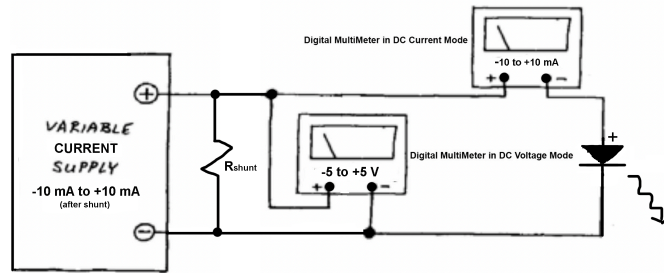 Digital MultiMeter in DC Current Mode
-10 to +10 mA
+ -
+
VARIABLE
CURRENT
SUPPLY
-10 mA to +10 mA
(after shunt)
-
Rshunt
-5 to +5 V
+ -
Digital MultiMeter in DC Voltage Mode
+